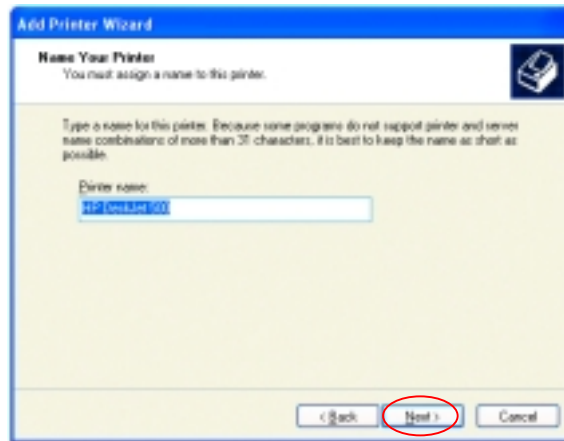 Add Printer Wizard
Name Your Printer
You must assign a name to this printer.
Type a name for this printer. Because some programs do not support printer and server
name combinations of more than 31 characters, it is best to keep the name as short as
possible.
Printer name:
HP DeskJet 500
< Back
Next >
Cancel